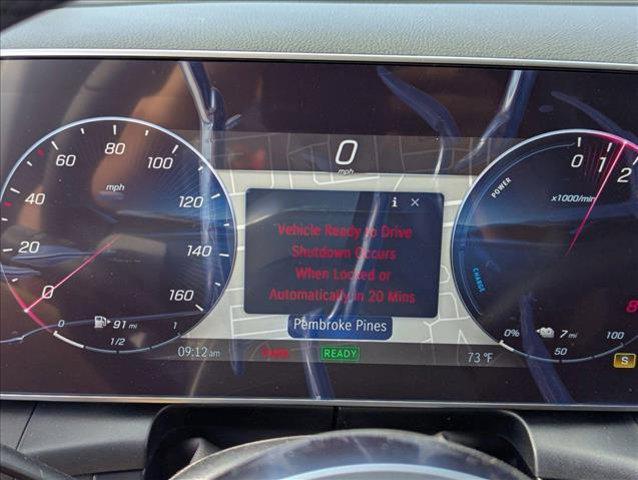 0
mph
0 20 40 60 80 100 120 140 160
mph
i ×
Vehicle Ready to Drive
Shutdown Occurs
When Locked or
Automatically in 20 Mins
Pembroke Pines
0 1 2
x1000/min
POWER
CHARGE
0 91 mi 1
1/2
0% 7 mi 100
50
09:12 am READY 73 °F
S